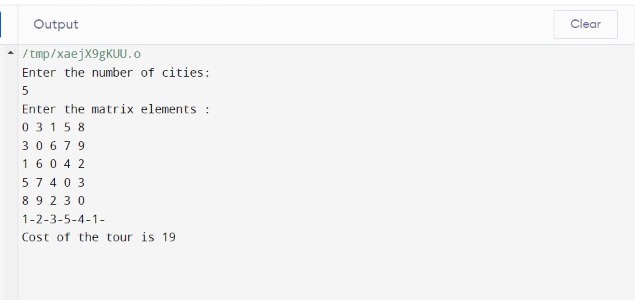 Output
Clear
/tmp/xaejX9gKUU.o
Enter the number of cities:
5
Enter the matrix elements :
0 3 1 5 8
3 0 6 7 9
1 6 0 4 2
5 7 4 0 3
8 9 2 3 0
1-2-3-5-4-1-
Cost of the tour is 19